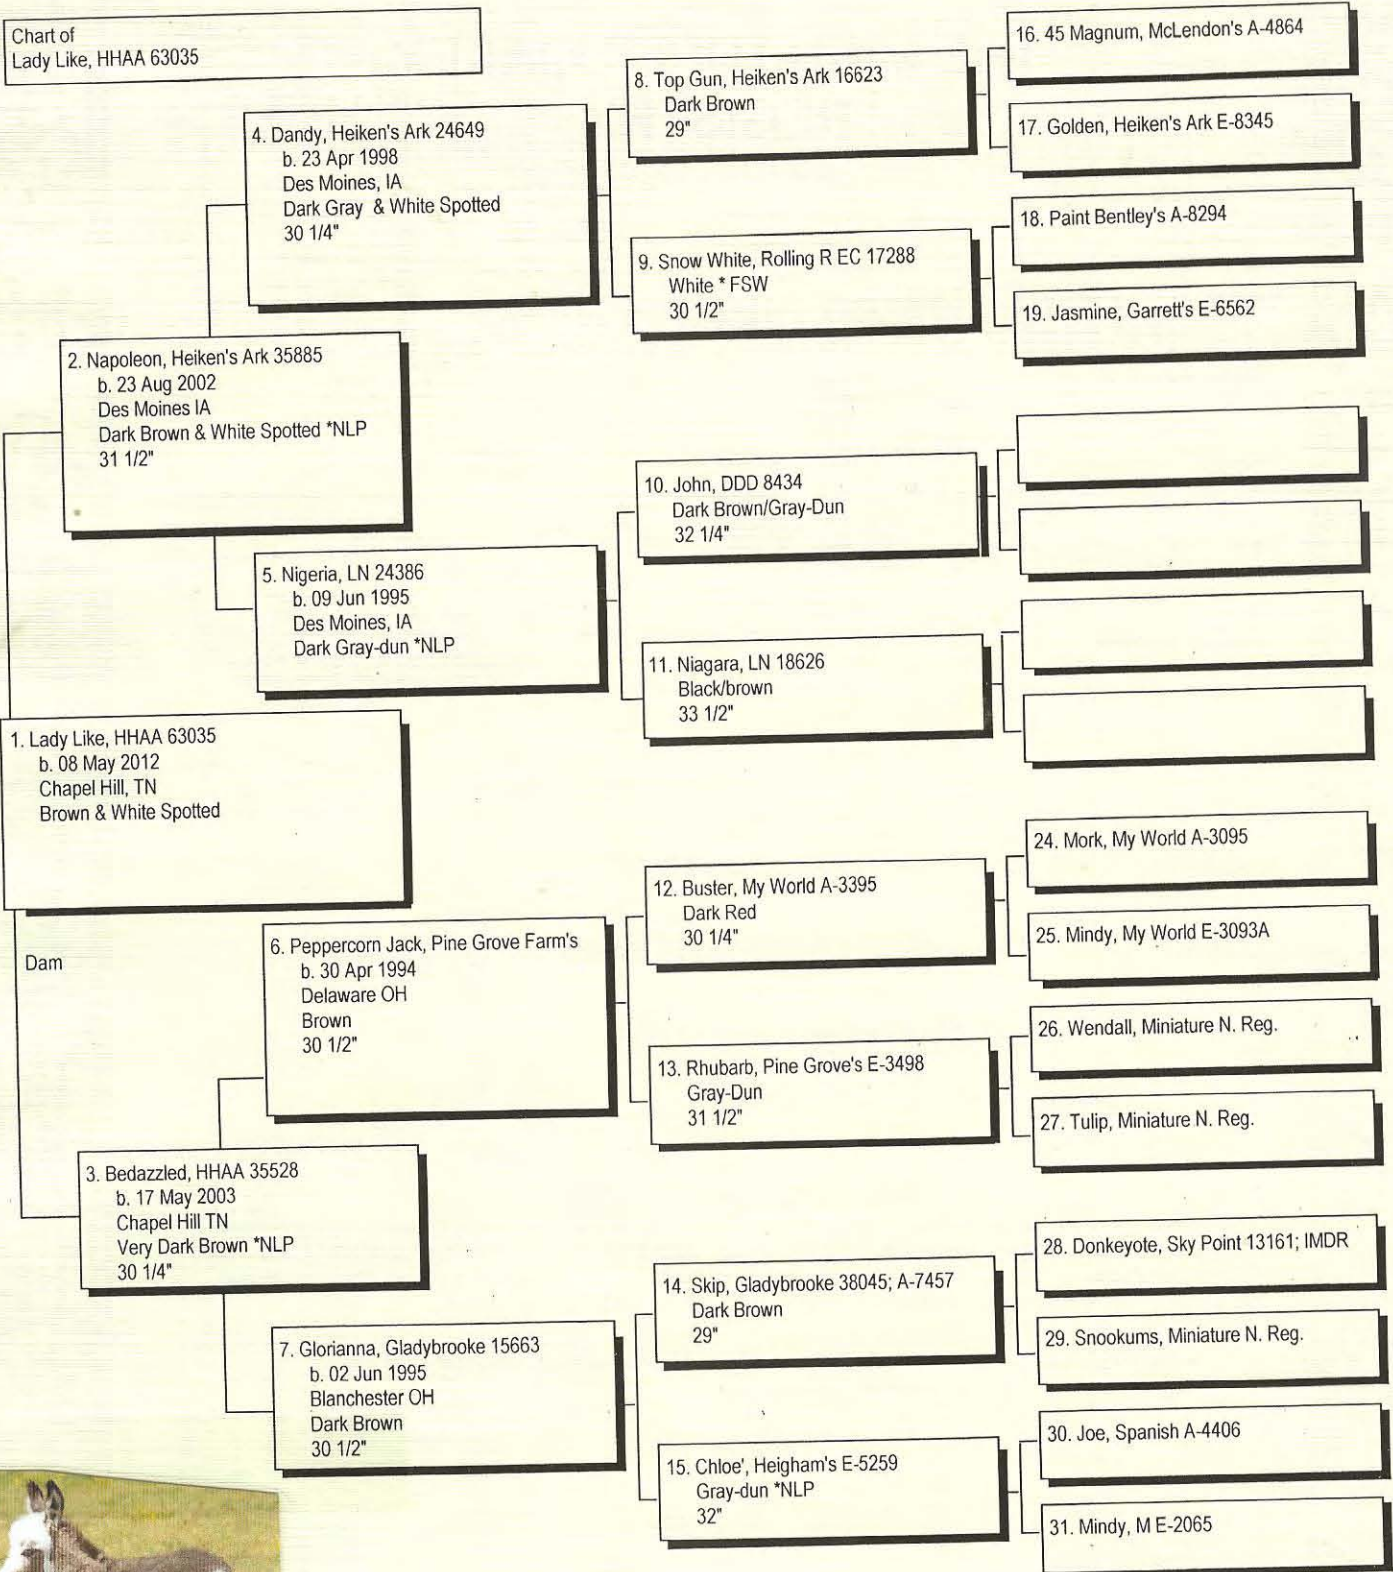 Chart of
Lady Like, HHAA 63035
1. Lady Like, HHAA 63035
b. 08 May 2012
Chapel Hill, TN
Brown & White Spotted
Dam
2. Napoleon, Heiken's Ark 35885
b. 23 Aug 2002
Des Moines IA
Dark Brown & White Spotted *NLP
31 1/2"
3. Bedazzled, HHAA 35528
b. 17 May 2003
Chapel Hill TN
Very Dark Brown *NLP
30 1/4"
4. Dandy, Heiken's Ark 24649
b. 23 Apr 1998
Des Moines, IA
Dark Gray & White Spotted
30 1/4"
5. Nigeria, LN 24386
b. 09 Jun 1995
Des Moines, IA
Dark Gray-dun *NLP
6. Peppercorn Jack, Pine Grove Farm's
b. 30 Apr 1994
Delaware OH
Brown
30 1/2"
7. Glorianna, Gladybrooke 15663
b. 02 Jun 1995
Blanchester OH
Dark Brown
30 1/2"
8. Top Gun, Heiken's Ark 16623
Dark Brown
29"
9. Snow White, Rolling R EC 17288
White * FSW
30 1/2"
10. John, DDD 8434
Dark Brown/Gray-Dun
32 1/4"
11. Niagara, LN 18626
Black/brown
33 1/2"
12. Buster, My World A-3395
Dark Red
30 1/4"
13. Rhubarb, Pine Grove's E-3498
Gray-Dun
31 1/2"
14. Skip, Gladybrooke 38045; A-7457
Dark Brown
29"
15. Chloe', Heigham's E-5259
Gray-dun *NLP
32"
16. 45 Magnum, McLendon's A-4864
17. Golden, Heiken's Ark E-8345
18. Paint Bentley's A-8294
19. Jasmine, Garrett's E-6562
24. Mork, My World A-3095
25. Mindy, My World E-3093A
26. Wendall, Miniature N. Reg.
27. Tulip, Miniature N. Reg.
28. Donkeyote, Sky Point 13161; IMDR
29. Snookums, Miniature N. Reg.
30. Joe, Spanish A-4406
31. Mindy, M E-2065